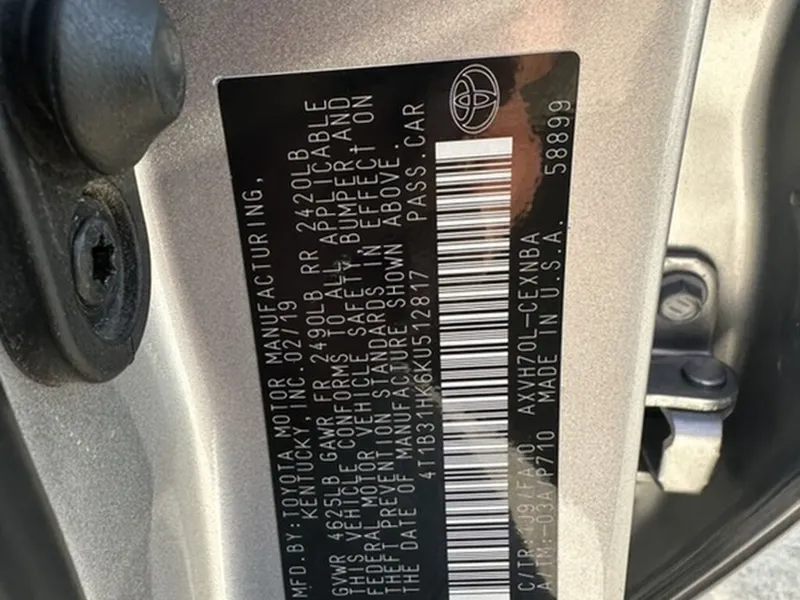 MFD.BY:TOYOTA MOTOR MANUFACTURING,
KENTUCKY, INC. 02/19
GVWR 4625LB GAWR FR 2490LB RR 2420LB
THIS VEHICLE CONFORMS TO ALL APPLICABLE
FEDERAL MOTOR VEHICLE SAFETY, BUMPER AND
THEFT PREVENTION STANDARDS IN EFFECT ON
THE DATE OF MANUFACTURE SHOWN ABOVE.
4T1B31HK6KU512817 PASS.CAR
C/TR: AXVH70L-CEXNBA
A/TM:-03A/P710 MADE IN U.S.A. 58899